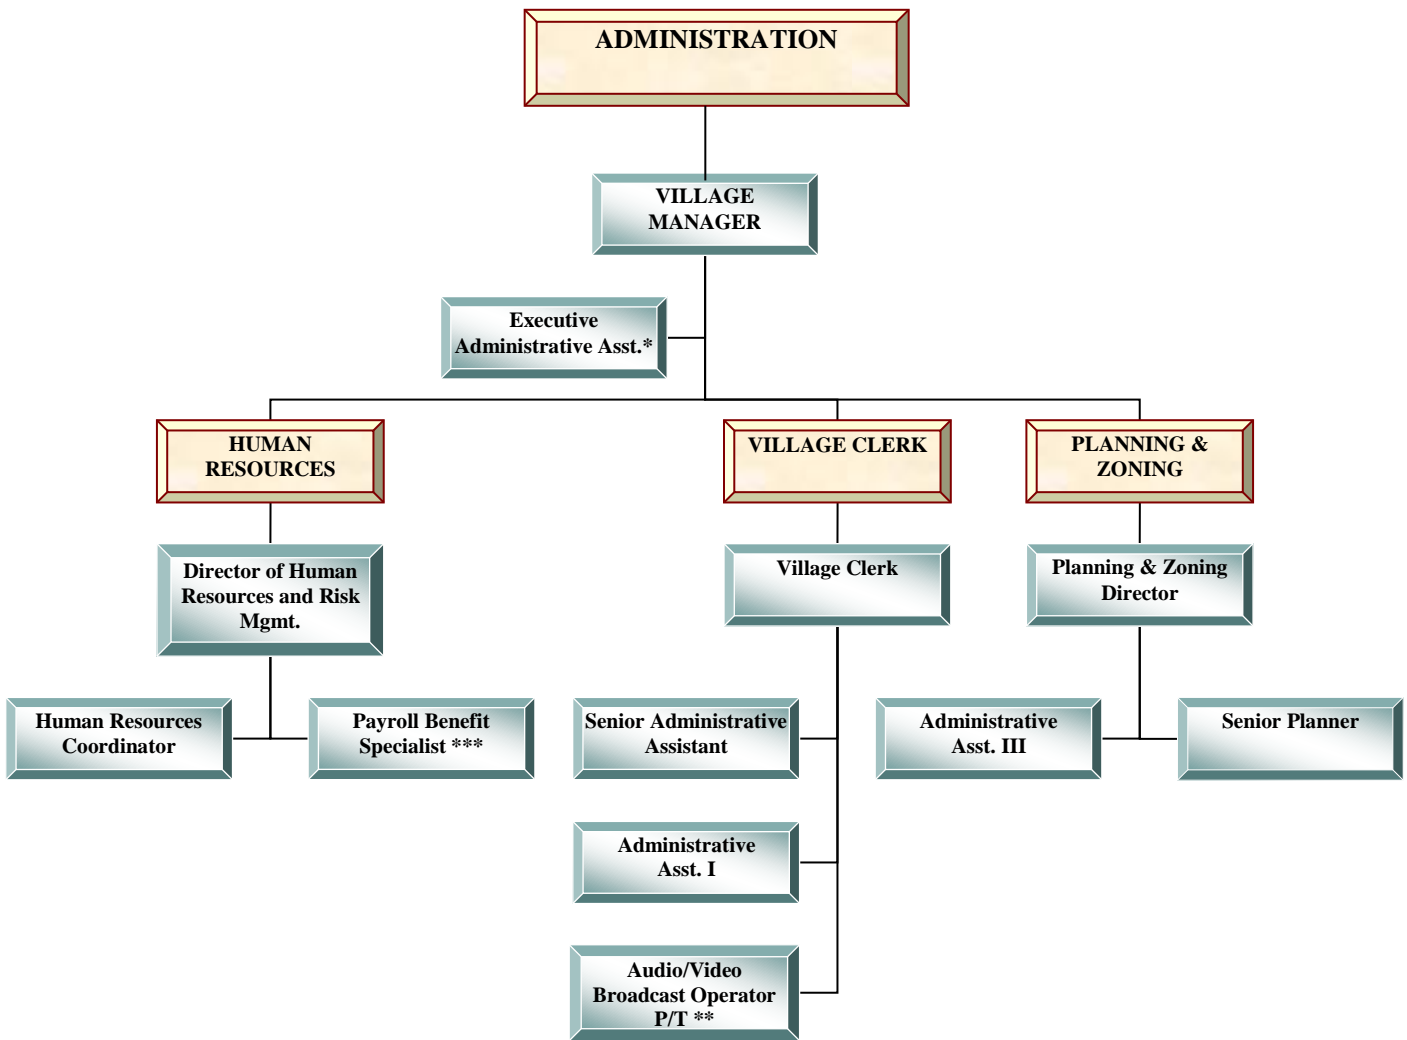 ADMINISTRATION
VILLAGE
MANAGER
Executive
Administrative Asst.*
HUMAN
RESOURCES
VILLAGE CLERK
PLANNING &
ZONING
Director of Human
Resources and Risk
Mgmt.
Village Clerk
Planning & Zoning
Director
Human Resources
Coordinator
Payroll Benefit
Specialist ***
Senior Administrative
Assistant
Administrative
Asst. III
Senior Planner
Administrative
Asst. I
Audio/Video
Broadcast Operator
P/T **